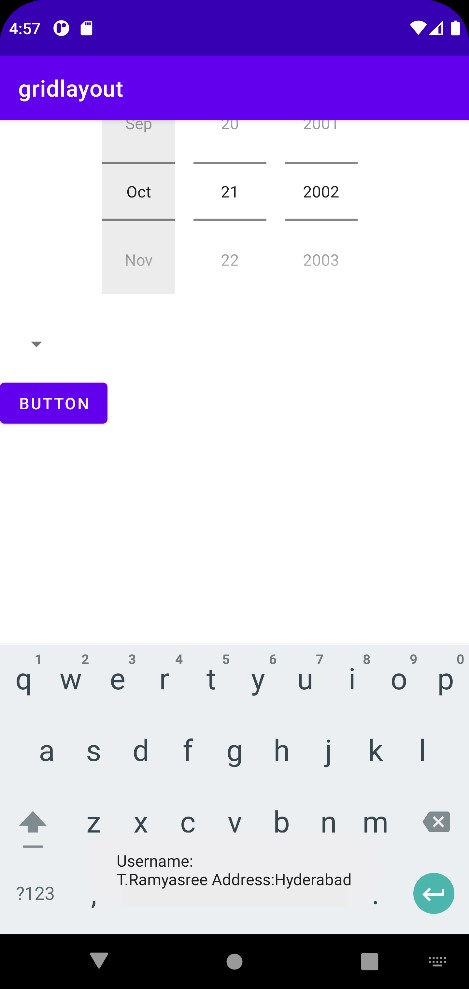 4:57
gridlayout
Sep 20 2001
Oct 21 2002
Nov 22 2003
BUTTON
1 2 3 4 5 6 7 8 9 0
q w e r t y u i o p
a s d f g h j k l
z x c v b n m
Username:
T.Ramyasree Address:Hyderabad
?123 , .